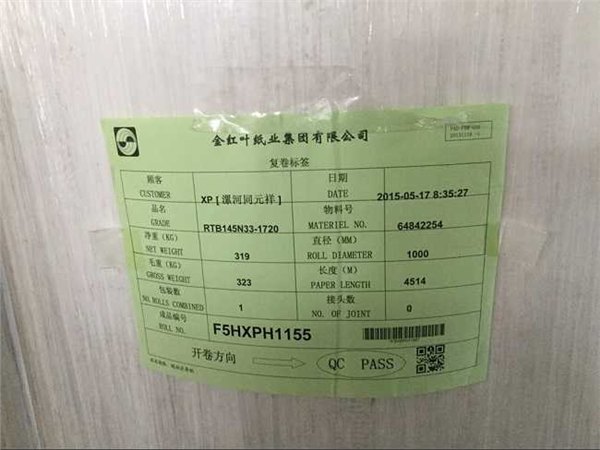 金红叶纸业集团有限公司
复卷标签
顾客 日期
CUSTOMER XP [ 漯河同元祥] DATE 2015-05-17 8:35:27
品名 物料号
GRADE RTB145N33-1720 MATERIEL NO. 64842254
净重(KG) 直径(MM)
NET WEIGHT 319 ROLL DIAMETER 1000
毛重(KG) 长度(M)
GROSS WEIGHT 323 PAPER LENGTH 4514
包装数 接头数
NO.ROLLS COMBINED 1 NO. OF JOINT 0
成品编号
ROLL NO. F5HXPH1155
开卷方向 QC PASS